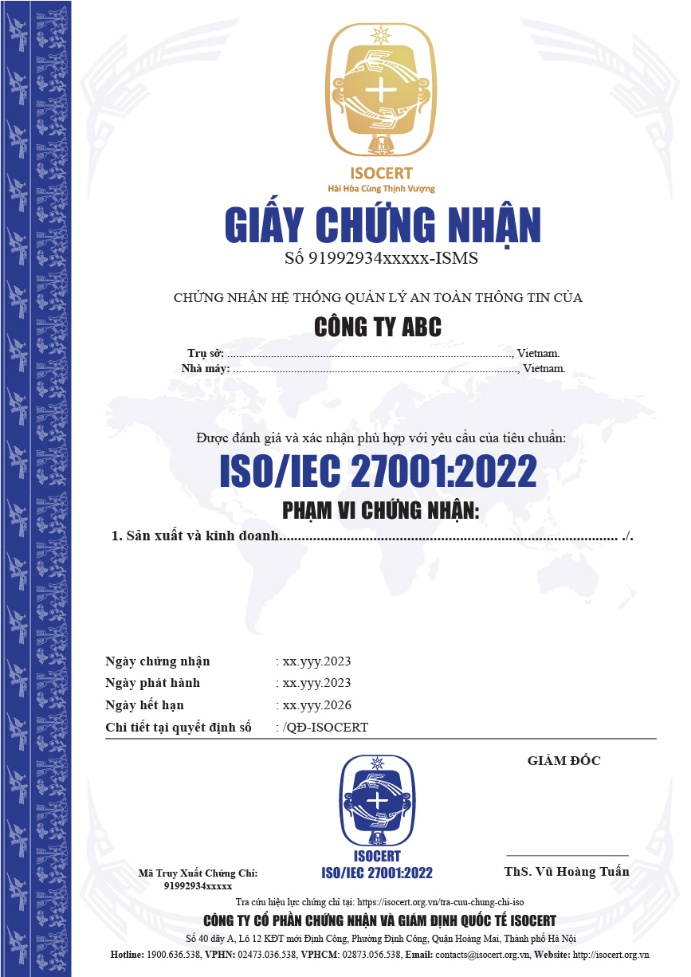 ISOCERT
Hài Hòa Cùng Thịnh Vượng
GIẤY CHỨNG NHẬN
Số 91992934xxxxx-ISMS
CHỨNG NHẬN HỆ THỐNG QUẢN LÝ AN TOÀN THÔNG TIN CỦA
CÔNG TY ABC
Trụ sở: ......................................................................................, Vietnam.
Nhà máy: ......................................................................................, Vietnam.
Được đánh giá và xác nhận phù hợp với yêu cầu của tiêu chuẩn:
ISO/IEC 27001:2022
PHẠM VI CHỨNG NHẬN:
1. Sản xuất và kinh doanh.......................................................................................... ./.
Ngày chứng nhận : xx.yyy.2023
Ngày phát hành : xx.yyy.2023
Ngày hết hạn : xx.yyy.2026
Chi tiết tại quyết định số : /QĐ-ISOCERT
GIÁM ĐỐC
ISOCERT
ISO/IEC 27001:2022
Mã Truy Xuất Chứng Chỉ:
91992934xxxxx
ThS. Vũ Hoàng Tuấn
Tra cứu hiệu lực chứng chỉ tại: https://isocert.org.vn/tra-cuu-chung-chi-iso
CÔNG TY CỔ PHẦN CHỨNG NHẬN VÀ GIÁM ĐỊNH QUỐC TẾ ISOCERT
Số 40 dãy A, Lô 12 KĐT mới Định Công, Phường Định Công, Quận Hoàng Mai, Thành phố Hà Nội
Hotline: 1900.636.538, VPHN: 02473.036.538, VPHCM: 02873.056.538, Email: contacts@isocert.org.vn, Website: http://isocert.org.vn